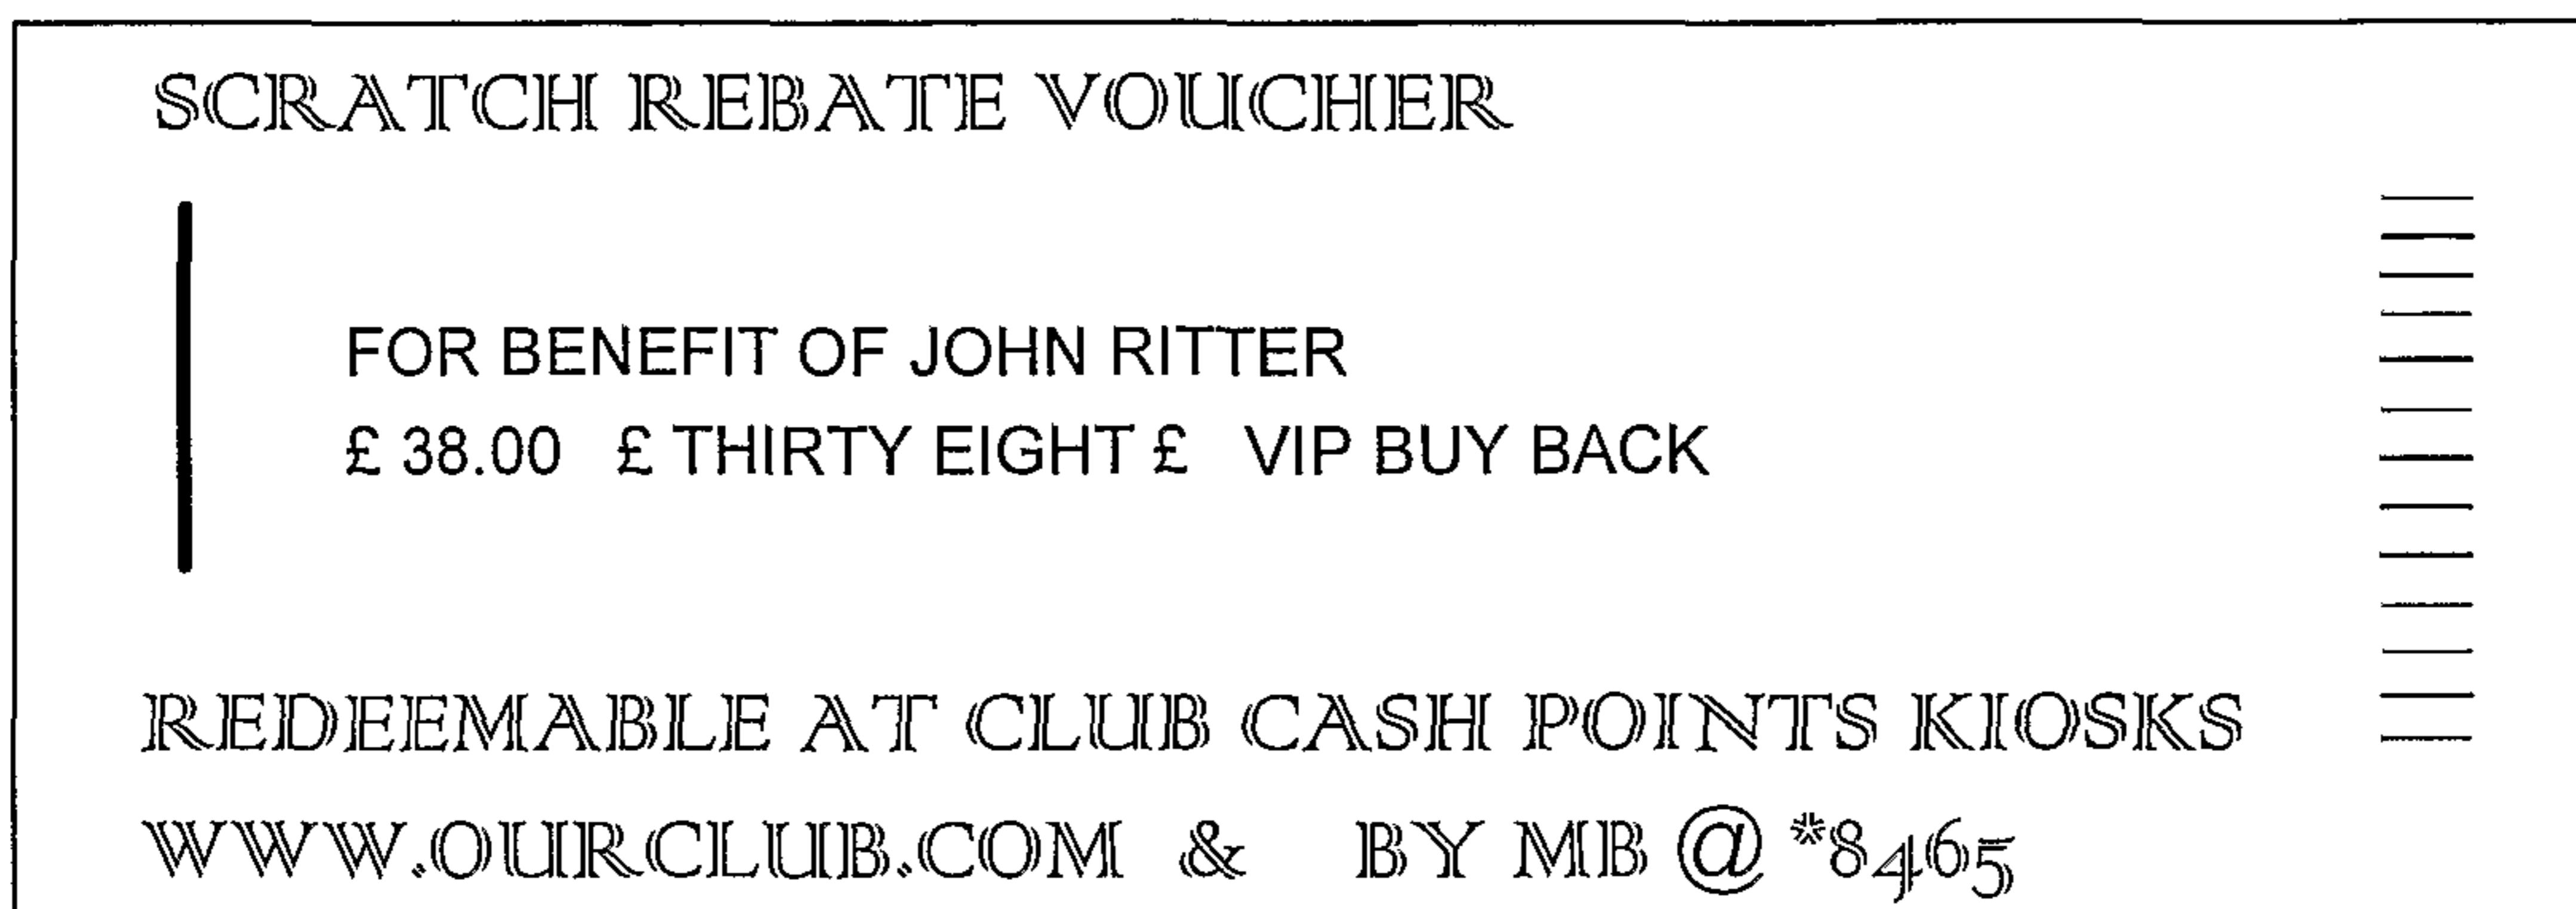 SCRATCH REBATE VOUCHER
FOR BENEFIT OF JOHN RITTER
£ 38.00 £ THIRTY EIGHT £ VIP BUY BACK
REDEEMABLE AT CLUB CASH POINTS KIOSKS
WWW.OURCLUB.COM & BY MB @ *8465